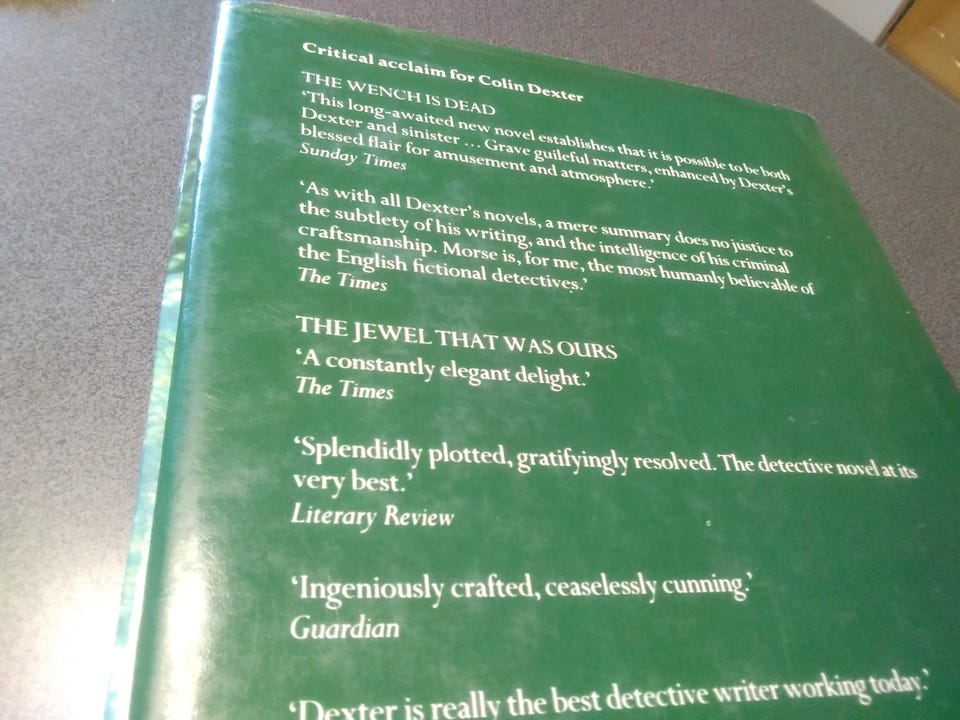 Critical acclaim for Colin Dexter
THE WENCH IS DEAD
‘This long-awaited new novel establishes that it is possible to be both
Dexter and sinister ... Grave guileful matters, enhanced by Dexter’s
blessed flair for amusement and atmosphere.’
Sunday Times
‘As with all Dexter’s novels, a mere summary does no justice to
the subtlety of his writing, and the intelligence of his criminal
craftsmanship. Morse is, for me, the most humanly believable of
the English fictional detectives.’
The Times
THE JEWEL THAT WAS OURS
‘A constantly elegant delight.’
The Times
‘Splendidly plotted, gratifyingly resolved. The detective novel at its
very best.’
Literary Review
‘Ingeniously crafted, ceaselessly cunning.’
Guardian
‘Dexter is really the best detective writer working today.’